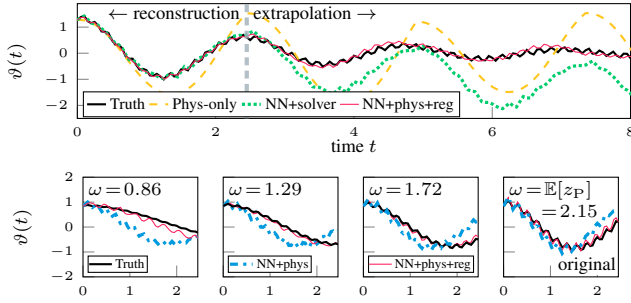 ← reconstruction extrapolation →
1
0
−1
−2
ϑ(t)
Truth Phys-only NN+solver NN+phys+reg
0 2 4 6 8
time t
2
1
0
−1
−2
ϑ(t)
ω=0.86
Truth
0 1 2
ω=1.29
NN+phys
0 1 2
ω=1.72
NN+phys+reg
0 1 2
ω=𝔼[z_P]
=2.15
original
0 1 2